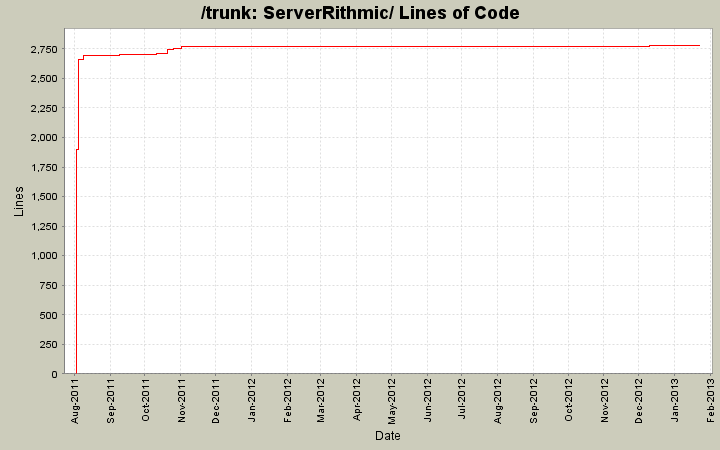 /trunk: ServerRithmic/ Lines of Code
Lines
2,750
2,500
2,250
2,000
1,750
1,500
1,250
1,000
750
500
250
0
Aug-2011
Sep-2011
Oct-2011
Nov-2011
Dec-2011
Jan-2012
Feb-2012
Mar-2012
Apr-2012
May-2012
Jun-2012
Jul-2012
Aug-2012
Sep-2012
Oct-2012
Nov-2012
Dec-2012
Jan-2013
Feb-2013
Date